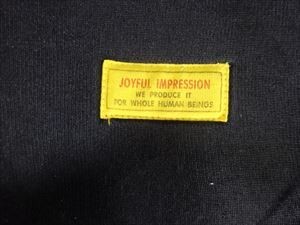 JOYFUL IMPRESSION
WE PRODUCE IT
FOR WHOLE HUMAN BEINGS